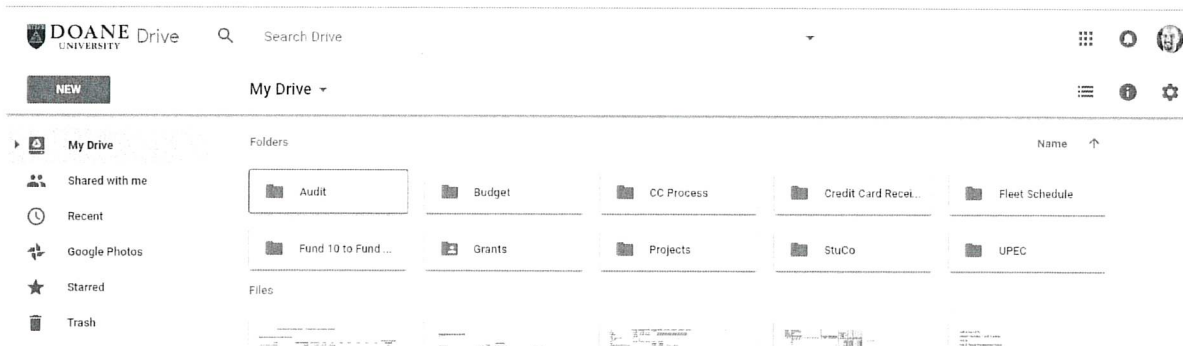 DOANE Drive Search Drive
UNIVERSITY
NEW My Drive
My Drive
Folders Name
Shared with me
Audit Budget CC Process Credit Card Recei... Fleet Schedule
Recent
Google Photos
Fund 10 to Fund ... Grants Projects StuCo UPEC
Starred
Files
Trash